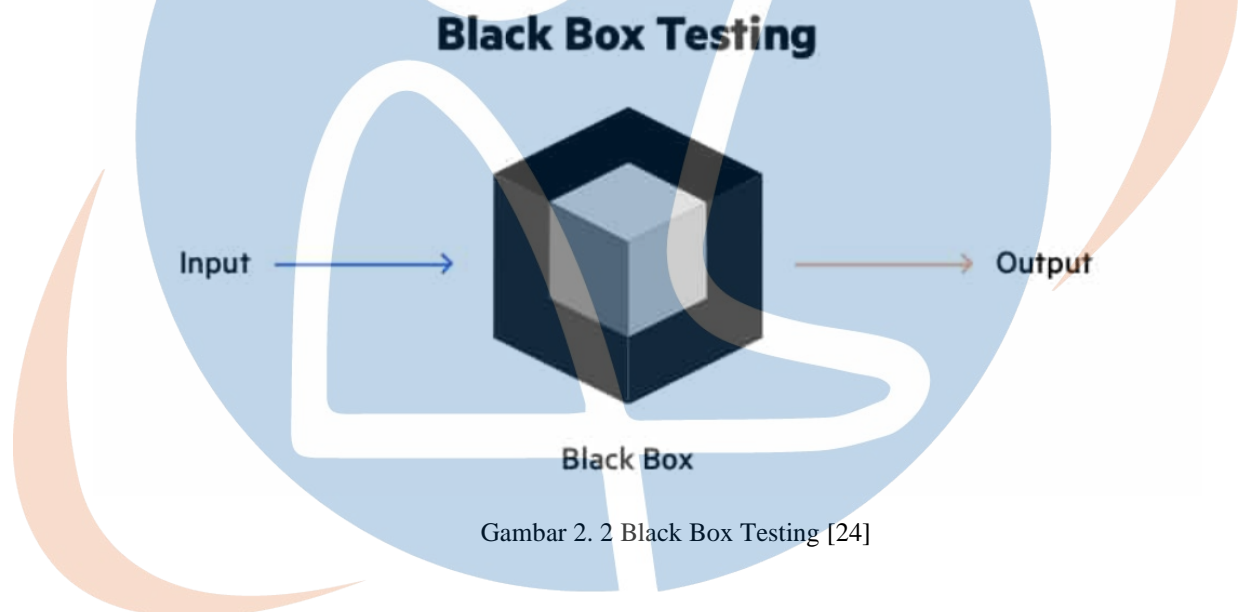 Black Box Testing
Input
Output
Black Box
Gambar 2. 2 Black Box Testing [24]